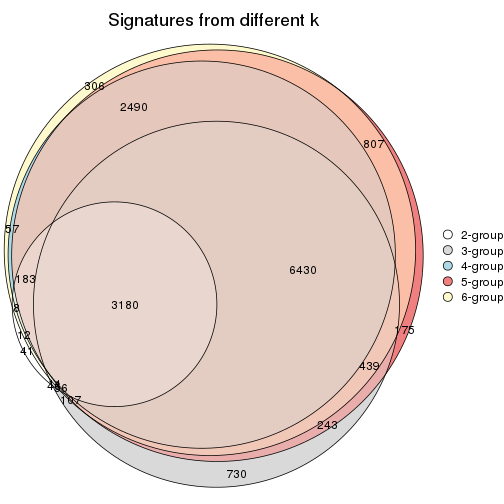 Signatures from different k
306
2490
807
57
6430
183
3180
8
175
12
41
439
107
243
730
2-group
3-group
4-group
5-group
6-group